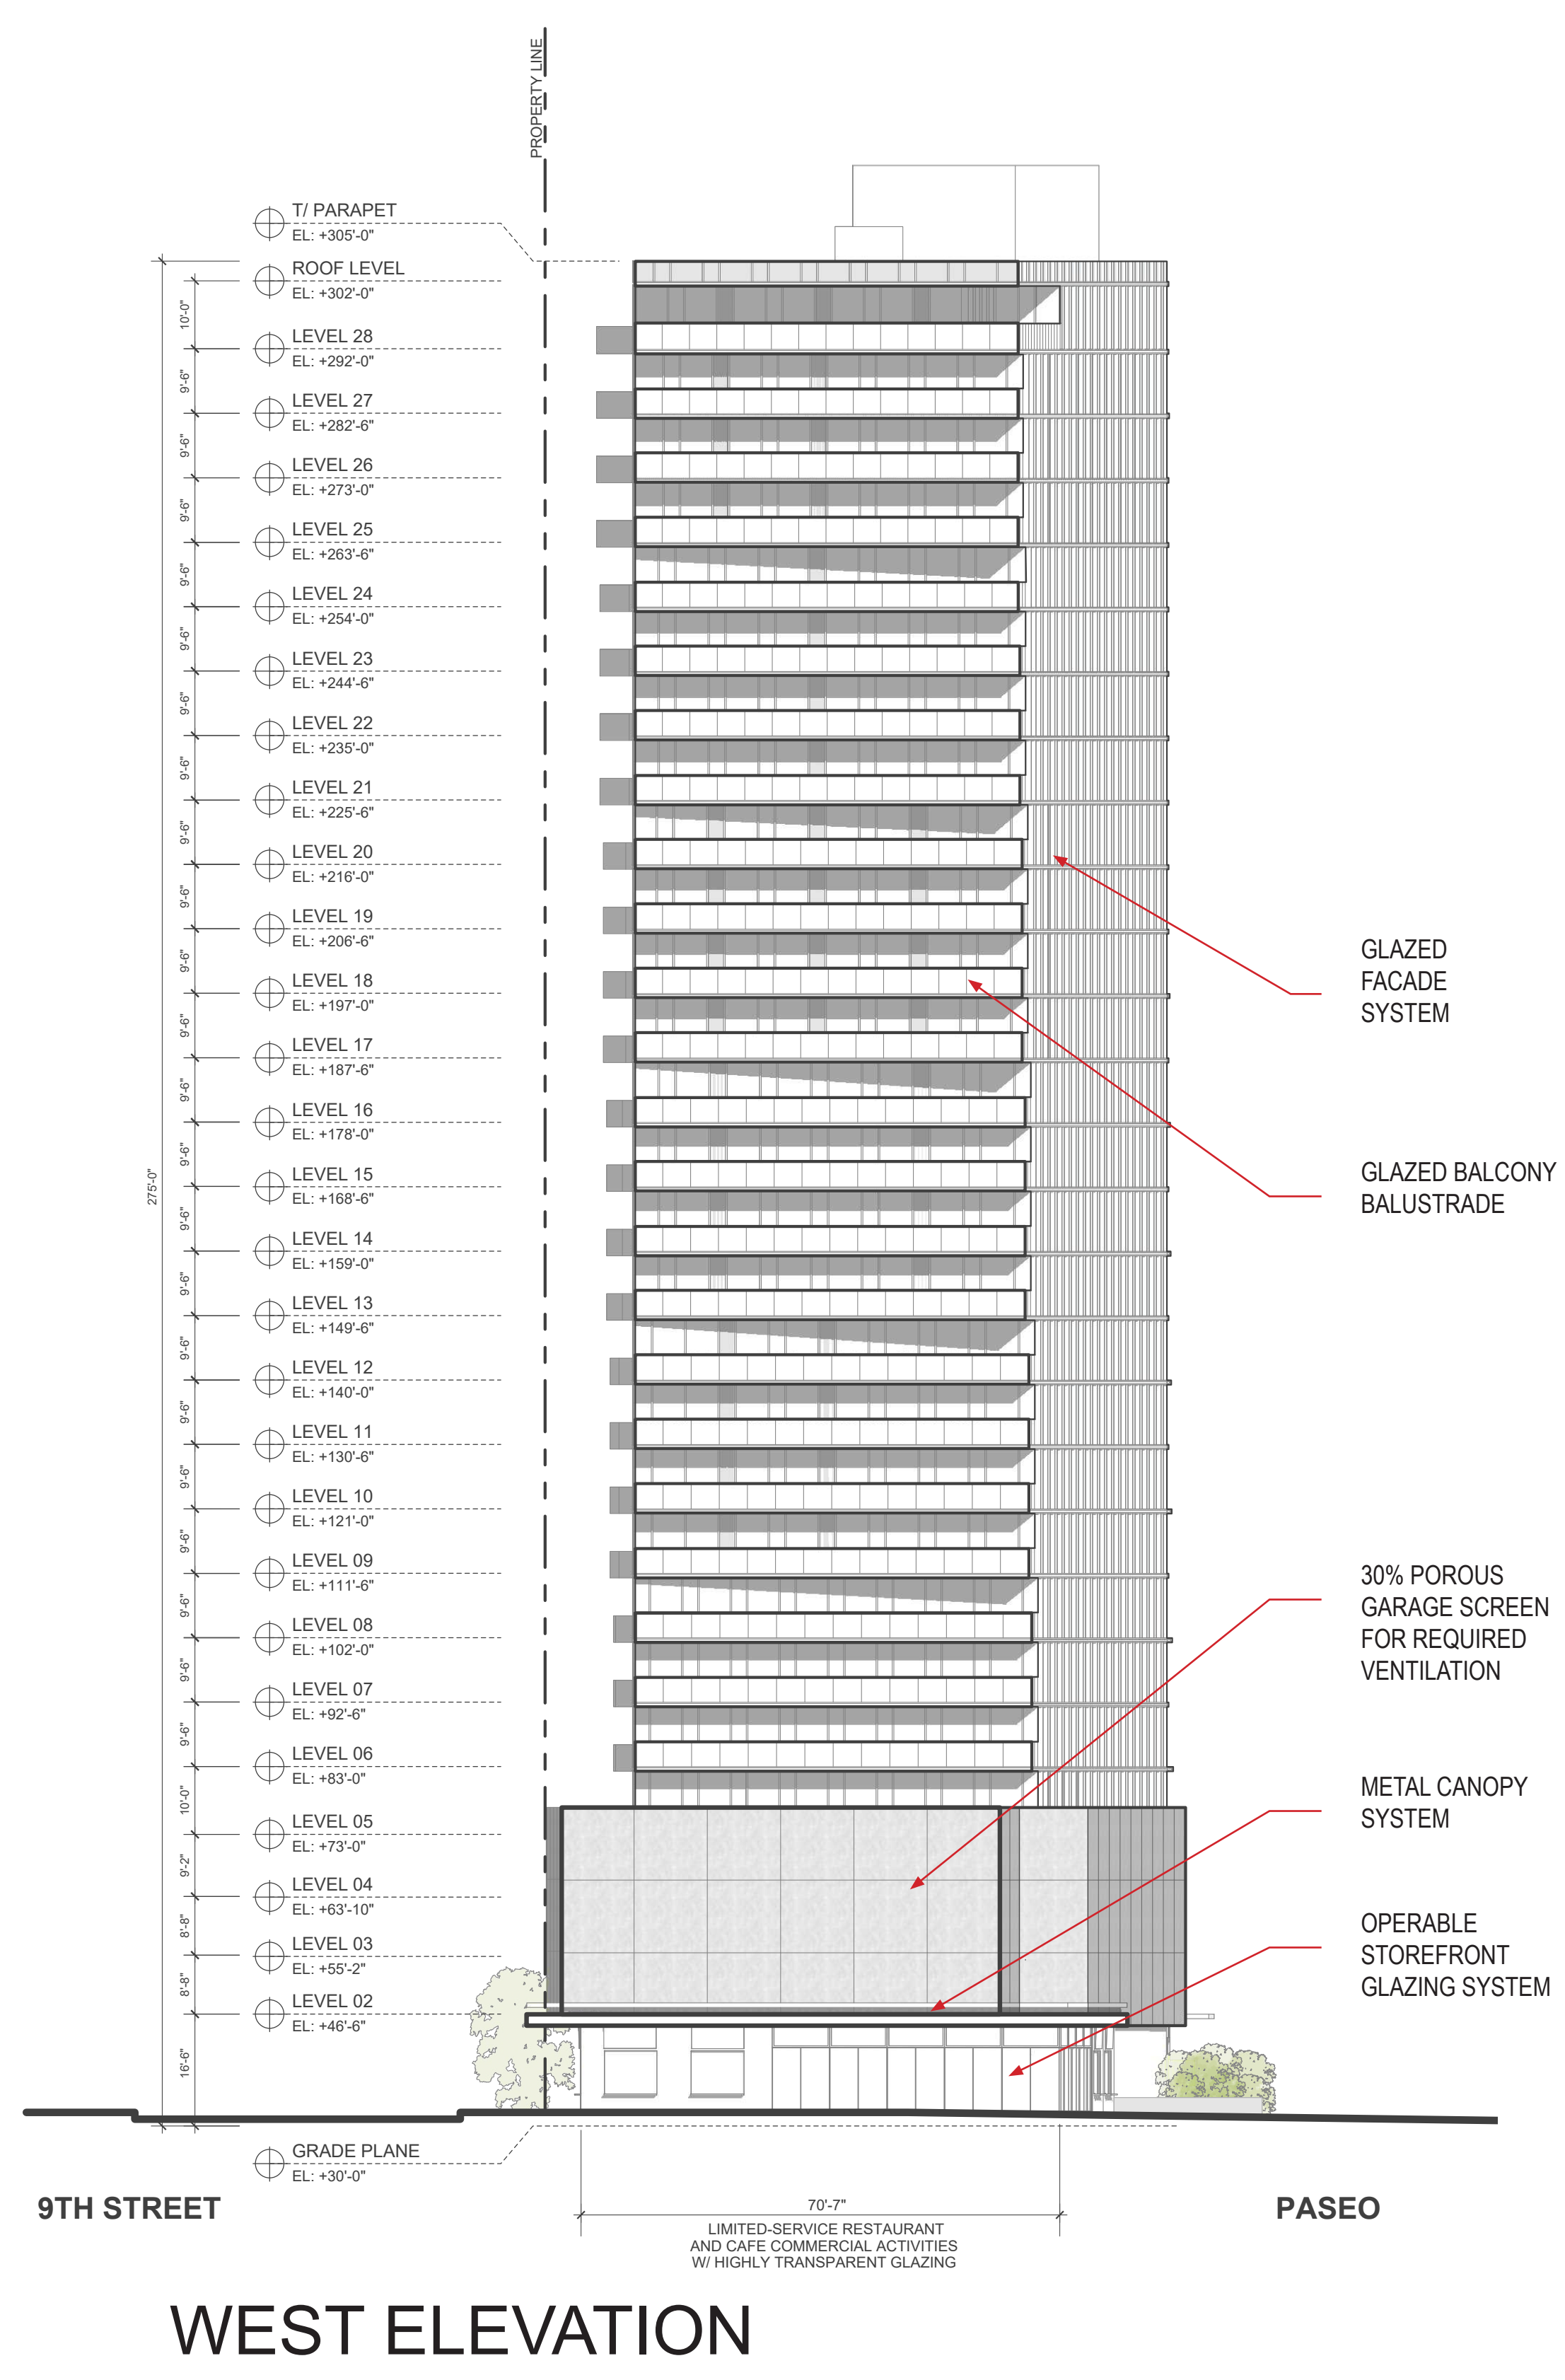 PROPERTY LINE
T/ PARAPET
EL: +305'-0"
ROOF LEVEL
EL: +302'-0"
10'-0"
LEVEL 28
EL: +292'-0"
9'-6"
LEVEL 27
EL: +282'-6"
9'-6"
LEVEL 26
EL: +273'-0"
9'-6"
LEVEL 25
EL: +263'-6"
9'-6"
LEVEL 24
EL: +254'-0"
9'-6"
LEVEL 23
EL: +244'-6"
9'-6"
LEVEL 22
EL: +235'-0"
9'-6"
LEVEL 21
EL: +225'-6"
9'-6"
LEVEL 20
EL: +216'-0"
9'-6"
LEVEL 19
EL: +206'-6"
9'-6"
LEVEL 18
EL: +197'-0"
9'-6"
LEVEL 17
EL: +187'-6"
9'-6"
LEVEL 16
EL: +178'-0"
9'-6"
275'-0"
LEVEL 15
EL: +168'-6"
9'-6"
LEVEL 14
EL: +159'-0"
9'-6"
LEVEL 13
EL: +149'-6"
9'-6"
LEVEL 12
EL: +140'-0"
9'-6"
LEVEL 11
EL: +130'-6"
9'-6"
LEVEL 10
EL: +121'-0"
9'-6"
LEVEL 09
EL: +111'-6"
9'-6"
LEVEL 08
EL: +102'-0"
9'-6"
LEVEL 07
EL: +92'-6"
9'-6"
LEVEL 06
EL: +83'-0"
10'-0"
LEVEL 05
EL: +73'-0"
9'-2"
LEVEL 04
EL: +63'-10"
8'-8"
LEVEL 03
EL: +55'-2"
8'-8"
LEVEL 02
EL: +46'-6"
16'-6"
GRADE PLANE
EL: +30'-0"
GLAZED
FACADE
SYSTEM
GLAZED BALCONY
BALUSTRADE
30% POROUS
GARAGE SCREEN
FOR REQUIRED
VENTILATION
METAL CANOPY
SYSTEM
OPERABLE
STOREFRONT
GLAZING SYSTEM
9TH STREET
70'-7"
LIMITED-SERVICE RESTAURANT
AND CAFE COMMERCIAL ACTIVITIES
W/ HIGHLY TRANSPARENT GLAZING
PASEO
WEST ELEVATION